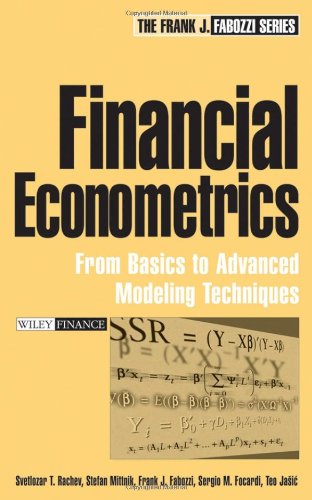 THE FRANK J. FABOZZI SERIES
Financial
Econometrics
From Basics to Advanced
Modeling Techniques
WILEY FINANCE
SSR = (Y-Xβ)'(Y-Xβ)
Svetlozar T. Rachev, Stefan Mittnik, Frank J. Fabozzi, Sergio M. Focardi, Teo Jašić